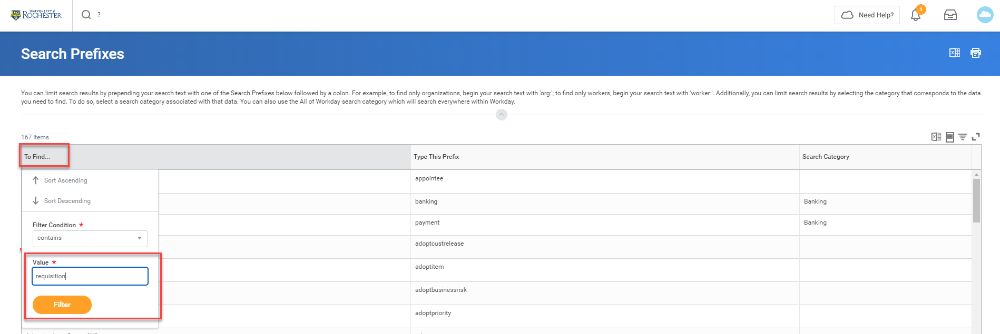 UNIVERSITY of
ROCHESTER
?
Need Help?
1
Search Prefixes
You can limit search results by prepending your search text with one of the Search Prefixes below followed by a colon. For example, to find only organizations, begin your search text with 'org:'; to find only workers, begin your search text with 'worker:'. Additionally, you can limit search results by selecting the category that corresponds to the data
you need to find. To do so, select a search category associated with that data. You can also use the All of Workday search category which will search everywhere within Workday.
167 items
To Find...
Type This Prefix
Search Category
Sort Ascending
Sort Descending
Filter Condition *
contains
Value *
requisition
Filter
appointee
banking
Banking
payment
Banking
adoptcustrelease
adoptitem
adoptbusinessrisk
adoptpriority